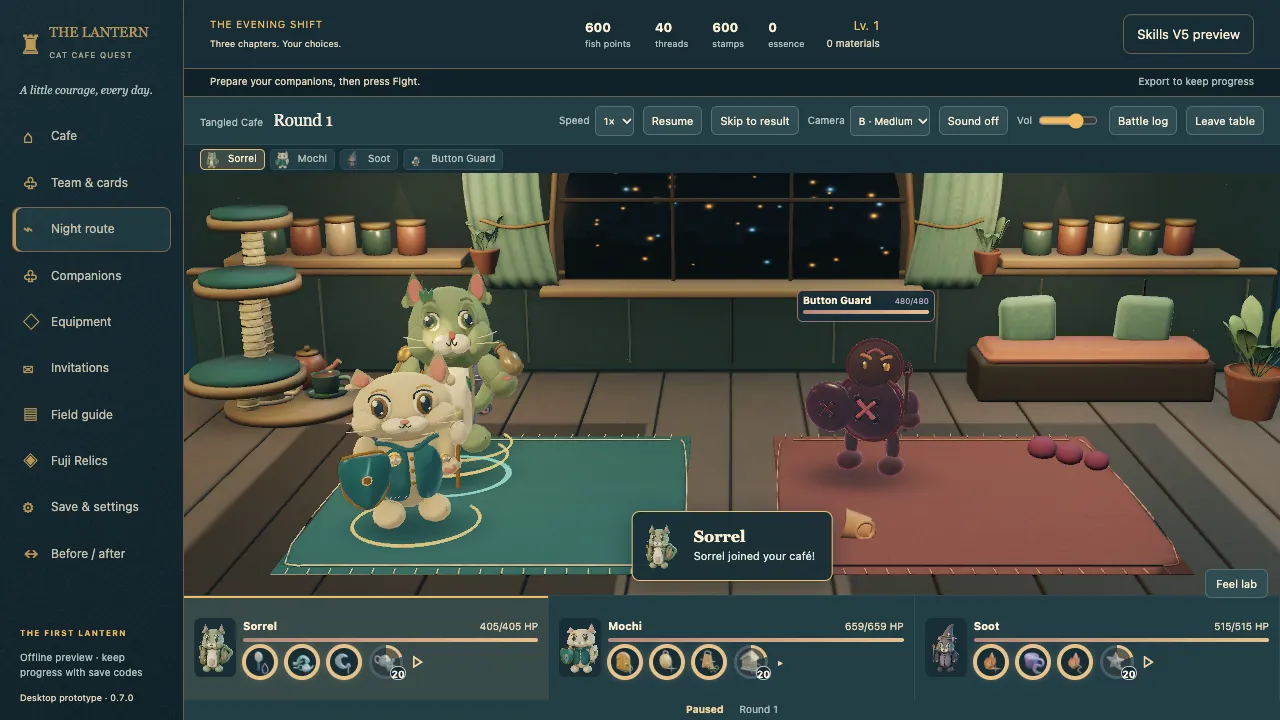 THE LANTERN
CAT CAFE QUEST
A little courage, every day.
Cafe
Team & cards
Night route
Companions
Equipment
Invitations
Field guide
Fuji Relics
Save & settings
Before / after
THE FIRST LANTERN
Offline preview · keep
progress with save codes
Desktop prototype · 0.7.0
THE EVENING SHIFT
Three chapters. Your choices.
600
fish points
40
threads
600
stamps
0
essence
Lv. 1
0 materials
Skills V5 preview
Prepare your companions, then press Fight.
Export to keep progress
Tangled Cafe Round 1
Speed 1x Resume Skip to result Camera B · Medium Sound off Vol Battle log Leave table
Sorrel Mochi Soot Button Guard
Button Guard 480/480
Sorrel
Sorrel joined your café!
Feel lab
Sorrel 405/405 HP
20
Mochi 659/659 HP
20
Soot 515/515 HP
20
Paused Round 1